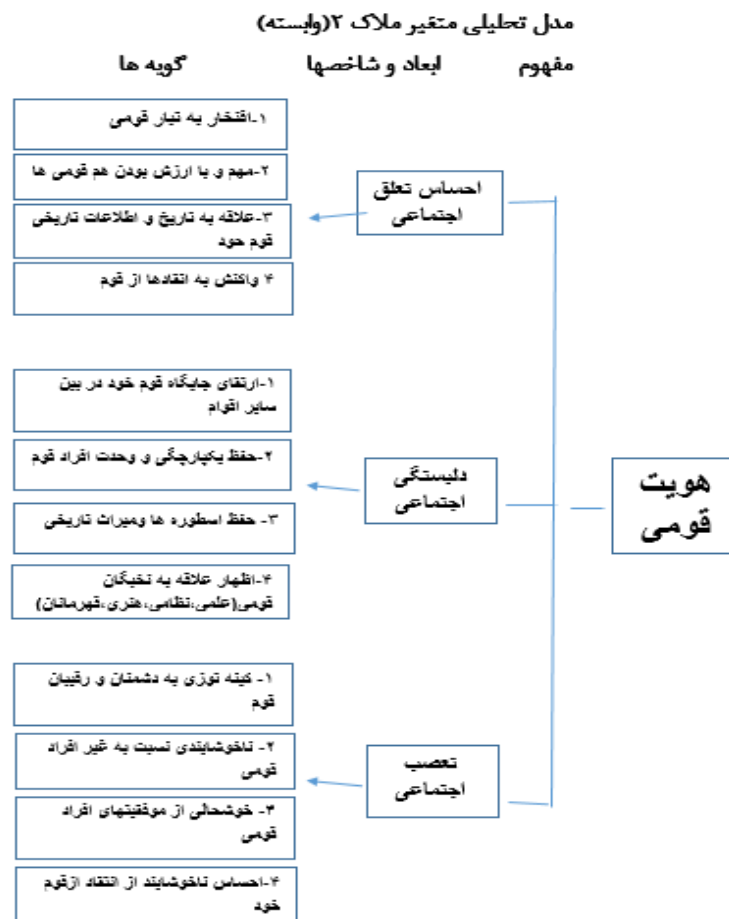 مدل تحلیلی متغیر ملاک ۲(وابسته)
مفهوم ابعاد و شاخصها گویه ها
هویت
قومی
احساس تعلق
اجتماعی
۱-افتخار به تبار قومی
۲-مهم و با ارزش بودن هم قومی ها
۳-علاقه به تاریخ و اطلاعات تاریخی
قوم خود
۴ واکنش به انتقادها از قوم
دلبستگی
اجتماعی
۱-ارتقای جایگاه قوم خود در بین
سایر اقوام
۲-حفظ یکپارچگی و وحدت افراد قوم
۳- حفظ اسطوره ها ومیراث تاریخی
۴-اظهار علاقه به نخبگان
قومی(علمی،نظامی،هنری،قهرمانان)
تعصب
اجتماعی
۱- کینه توزی به دشمنان و رقیبان
قوم
۲- ناخوشایندی نسبت به غیر افراد
قومی
۳- خوشحالی از موفقیتهای افراد
قومی
۴-احساس ناخوشایند از انتقاد ازقوم
خود